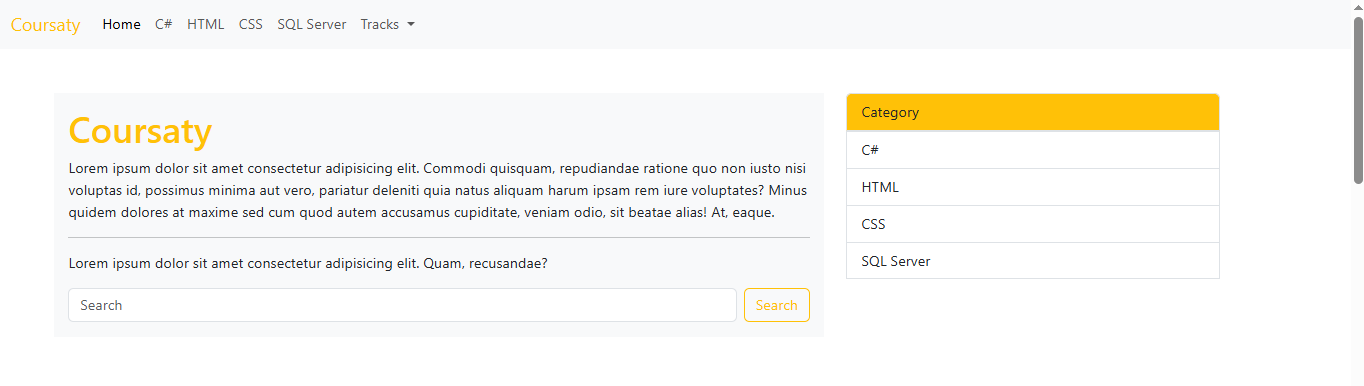 Coursaty Home C# HTML CSS SQL Server Tracks
Coursaty
Lorem ipsum dolor sit amet consectetur adipisicing elit. Commodi quisquam, repudiandae ratione quo non iusto nisi
voluptas id, possimus minima aut vero, pariatur deleniti quia natus aliquam harum ipsam rem iure voluptates? Minus
quidem dolores at maxime sed cum quod autem accusamus cupiditate, veniam odio, sit beatae alias! At, eaque.
Lorem ipsum dolor sit amet consectetur adipisicing elit. Quam, recusandae?
Search Search
Category
C#
HTML
CSS
SQL Server